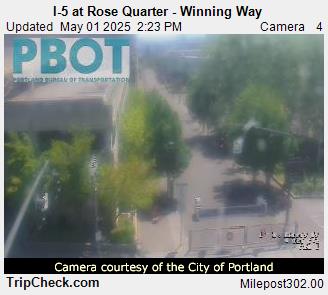 I-5 at Rose Quarter - Winning Way
Updated May 01 2025 2:23 PM Camera 4
PBOT
PORTLAND BUREAU OF TRANSPORTATION
Camera courtesy of the City of Portland
TripCheck.com Milepost302.00